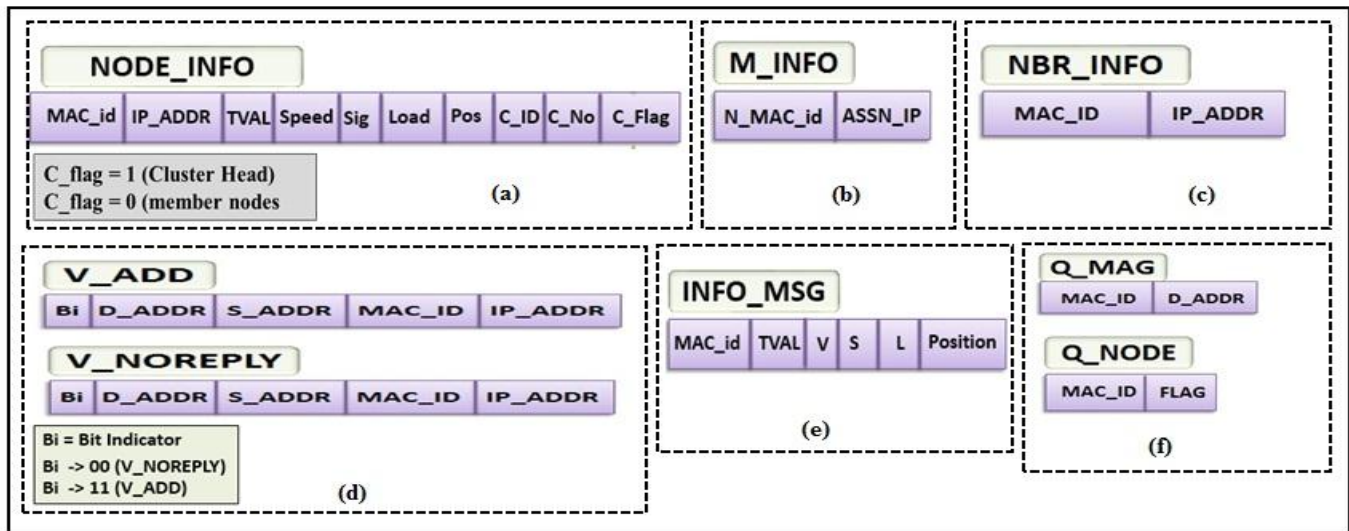 NODE_INFO
MAC_id IP_ADDR TVAL Speed Sig Load Pos C_ID C_No C_Flag
C_flag = 1 (Cluster Head)
C_flag = 0 (member nodes
(a)
M_INFO
N_MAC_id ASSN_IP
(b)
NBR_INFO
MAC_ID IP_ADDR
(c)
V_ADD
Bi D_ADDR S_ADDR MAC_ID IP_ADDR
V_NOREPLY
Bi D_ADDR S_ADDR MAC_ID IP_ADDR
Bi = Bit Indicator
Bi -> 00 (V_NOREPLY)
Bi -> 11 (V_ADD)
(d)
INFO_MSG
MAC_id TVAL V S L Position
(e)
Q_MAG
MAC_ID D_ADDR
Q_NODE
MAC_ID FLAG
(f)